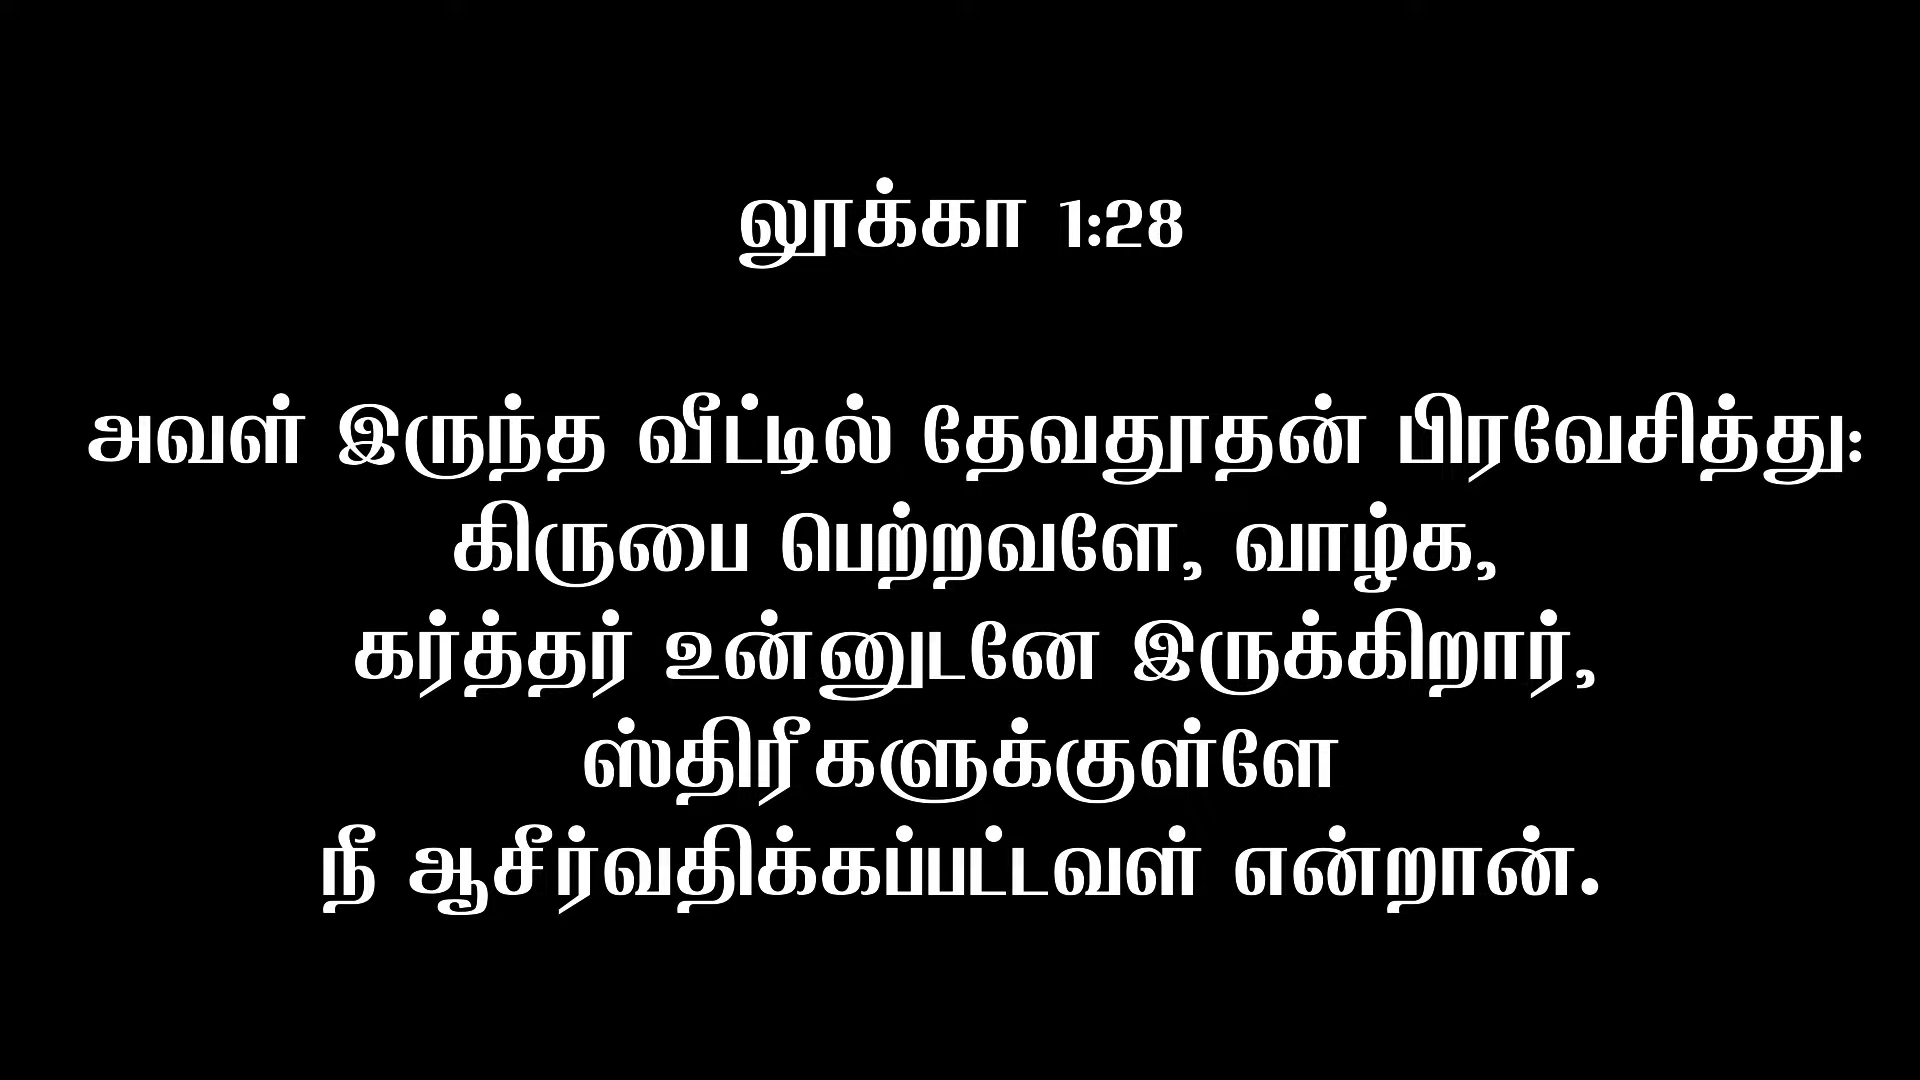 லூக்கா 1:28
அவள் இருந்த வீட்டில் தேவதூதன் பிரவேசித்து:
கிருபை பெற்றவளே, வாழ்க,
கர்த்தர் உன்னுடனே இருக்கிறார்,
ஸ்திரீகளுக்குள்ளே
நீ ஆசீர்வதிக்கப்பட்டவள் என்றான்.